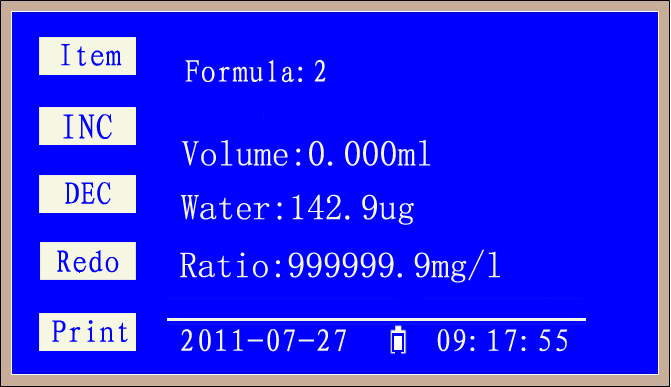 Item
Formula: 2
INC
Volume:0.000ml
DEC
Water:142.9ug
Redo
Ratio:999999.9mg/l
Print
2011-07-27 09:17:55